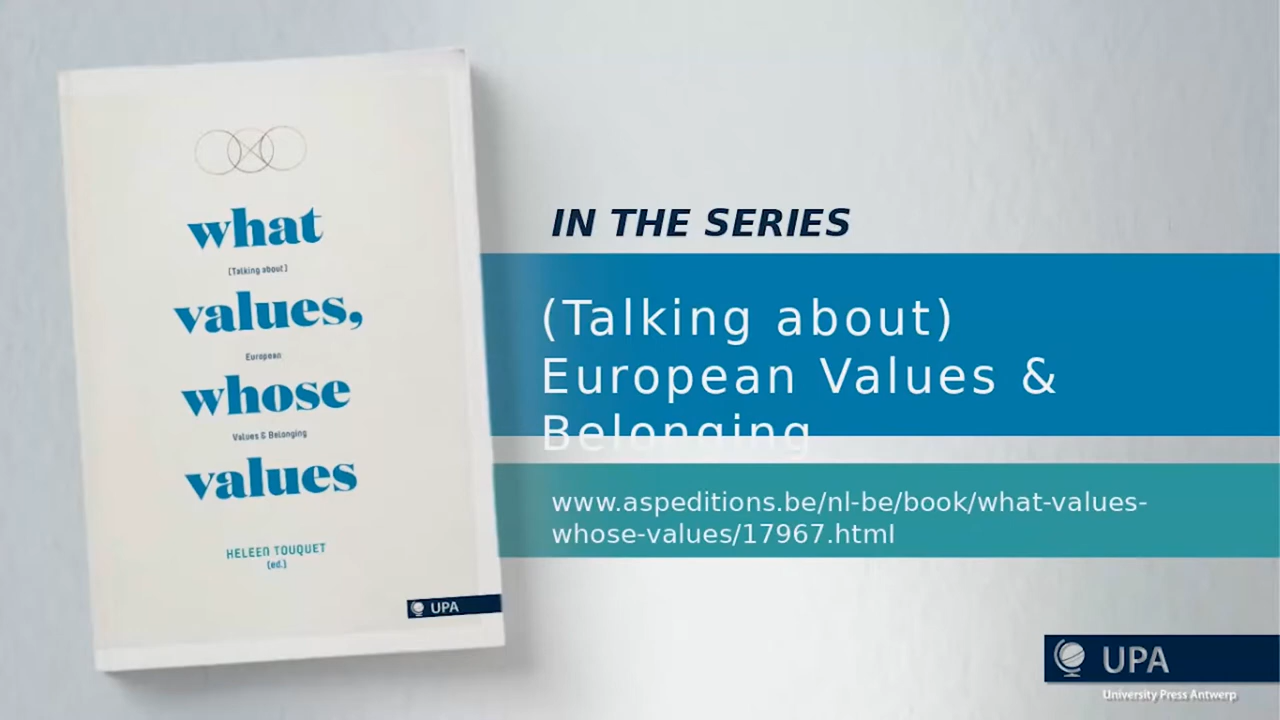 what
(Talking about)
values,
European
whose
Values & Belonging
values
HELEEN TOUQUET
(ed.)
UPA
IN THE SERIES
(Talking about)
European Values &
Belonging
www.aspeditions.be/nl-be/book/what-values-
whose-values/17967.html
UPA
University Press Antwerp